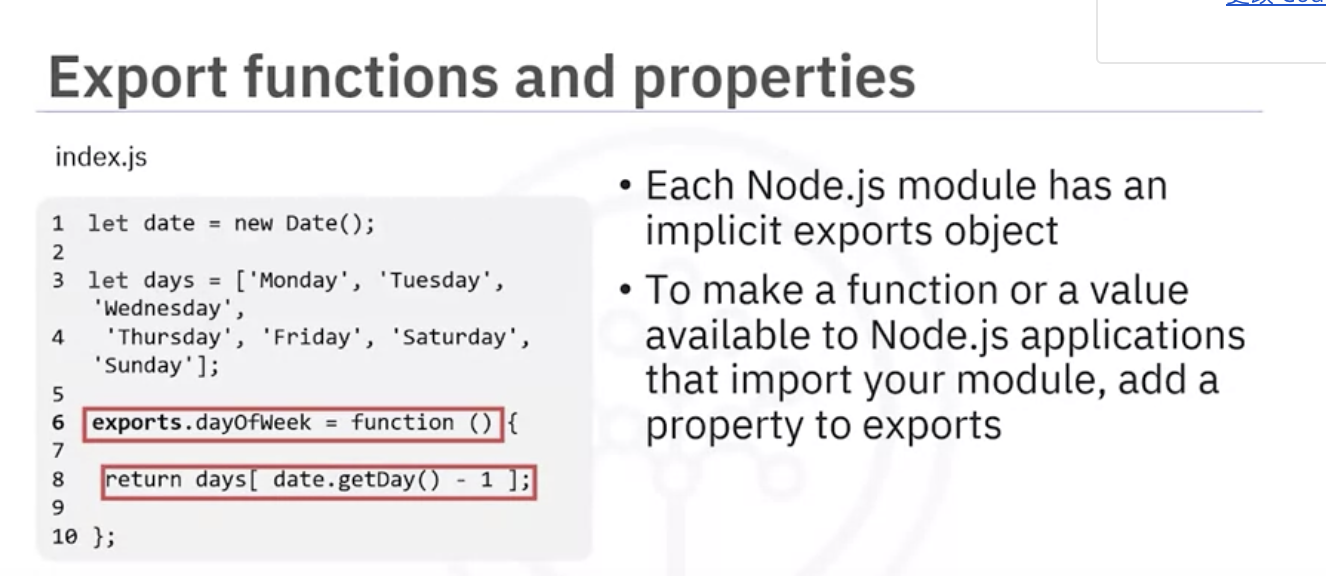 Export functions and properties
index.js
1 let date = new Date();
2
3 let days = ['Monday', 'Tuesday',
'Wednesday',
4 'Thursday', 'Friday', 'Saturday',
'Sunday'];
5
6 exports.dayOfWeek = function () {
7
8 return days[ date.getDay() - 1 ];
9
10 };
• Each Node.js module has an
implicit exports object
• To make a function or a value
available to Node.js applications
that import your module, add a
property to exports